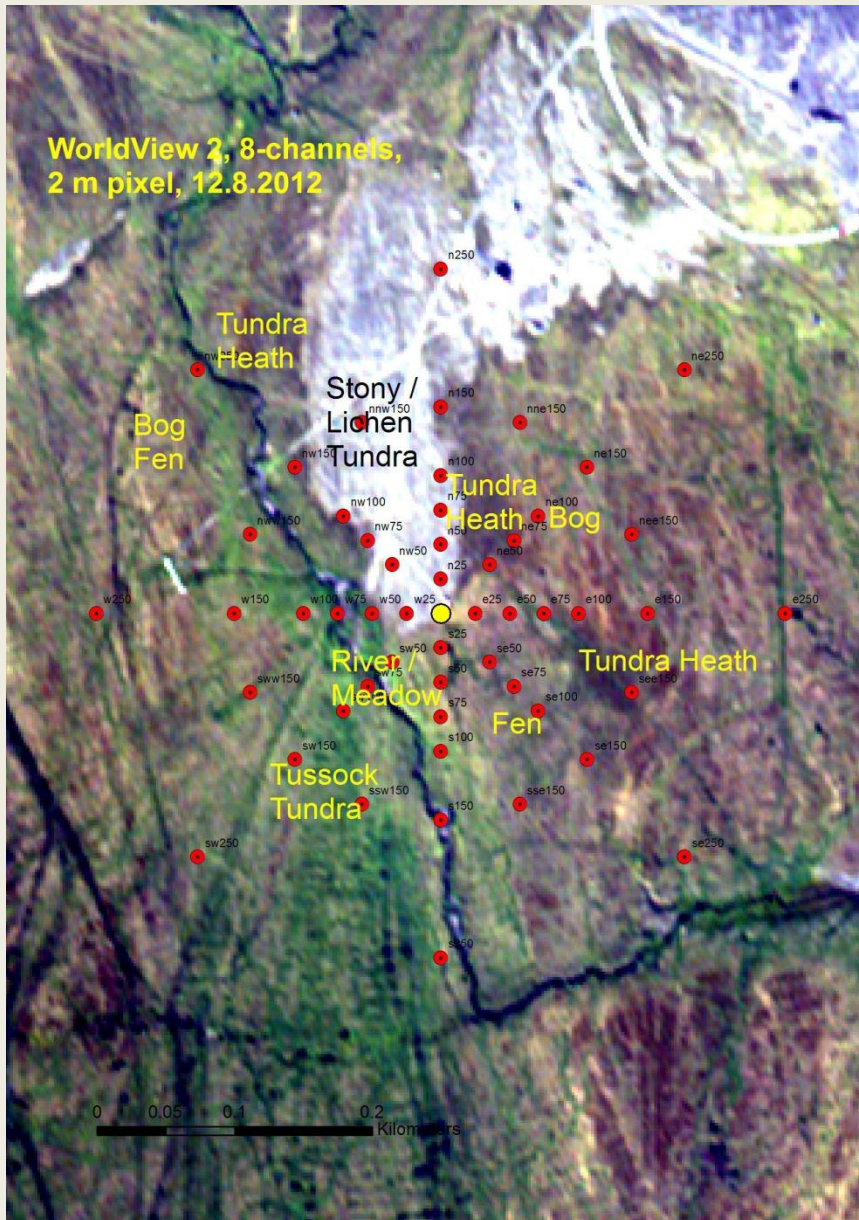 WorldView 2, 8-channels,
2 m pixel, 12.8.2012
n250
Tundra
Heath
ne250
Stony /
Lichen
Tundra
nnw150
n150
nne150
Bog
Fen
nw150
n100
ne150
n75
Tundra
Heath
nw100
ne100
Bog
nww150
nw75
n50
ne75
nee150
nw50
n25
ne50
w250
w150
w100
w75
w50
w25
e25
e50
e75
e100
e150
e250
s25
sw50
se50
River /
Meadow
s50
Tundra Heath
sww150
se75
see150
s75
Fen
se100
s100
sw150
se150
Tussock
Tundra
ssw150
s150
sse150
sw250
se250
0
0.05
0.1
0.2
Kilometers